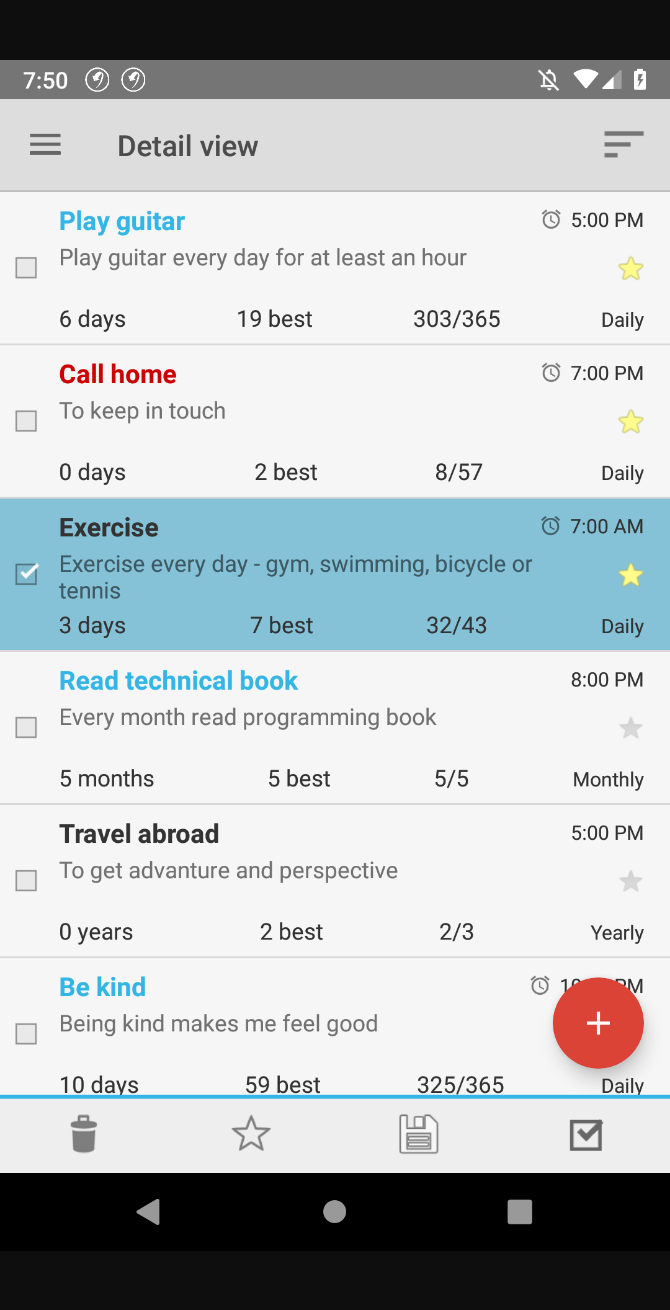 7:50
Detail view
Play guitar
5:00 PM
Play guitar every day for at least an hour
6 days 19 best 303/365 Daily
Call home
7:00 PM
To keep in touch
0 days 2 best 8/57 Daily
Exercise
7:00 AM
Exercise every day - gym, swimming, bicycle or
tennis
3 days 7 best 32/43 Daily
Read technical book
8:00 PM
Every month read programming book
5 months 5 best 5/5 Monthly
Travel abroad
5:00 PM
To get advanture and perspective
0 years 2 best 2/3 Yearly
Be kind
PM
Being kind makes me feel good
10 days 59 best 325/365 Daily